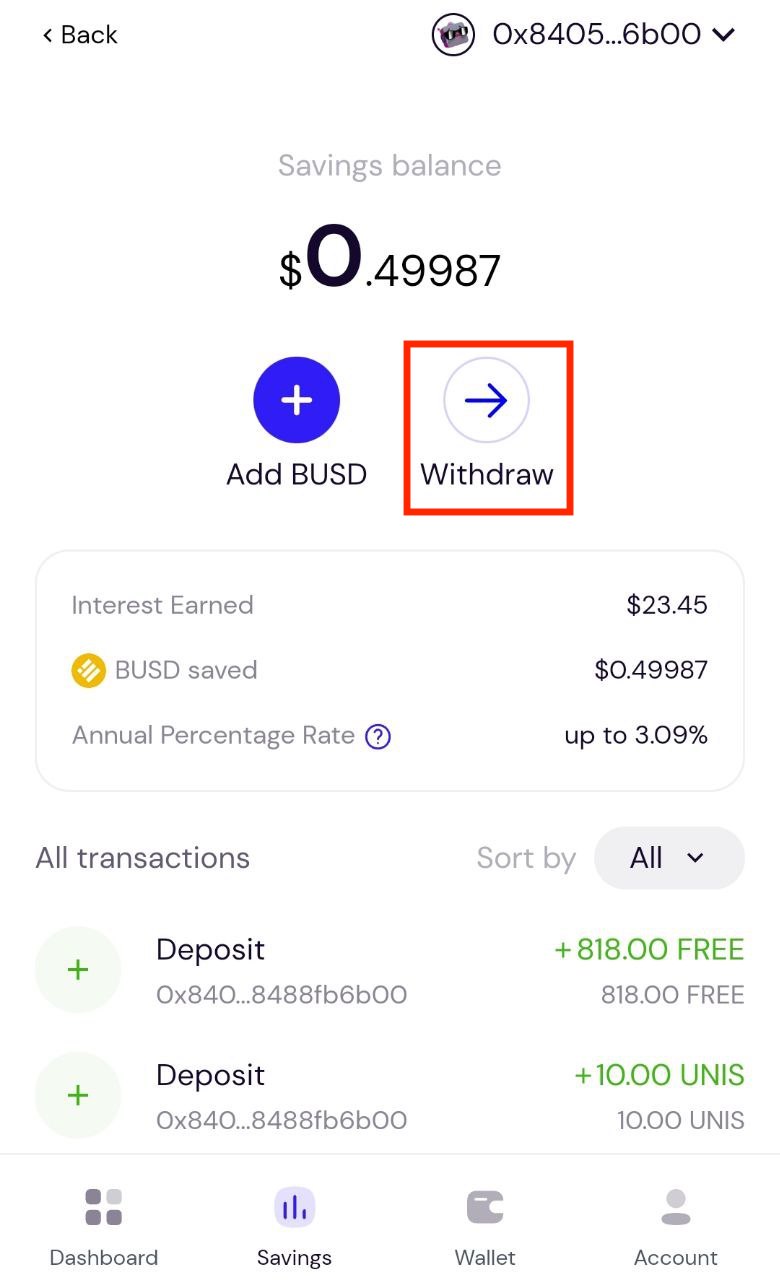 Back
0x8405...6b00
Savings balance
$0.49987
Add BUSD
Withdraw
Interest Earned $23.45
BUSD saved $0.49987
Annual Percentage Rate ? up to 3.09%
All transactions Sort by All
Deposit +818.00 FREE
0x840...8488fb6b00 818.00 FREE
Deposit +10.00 UNIS
0x840...8488fb6b00 10.00 UNIS
Dashboard Savings Wallet Account